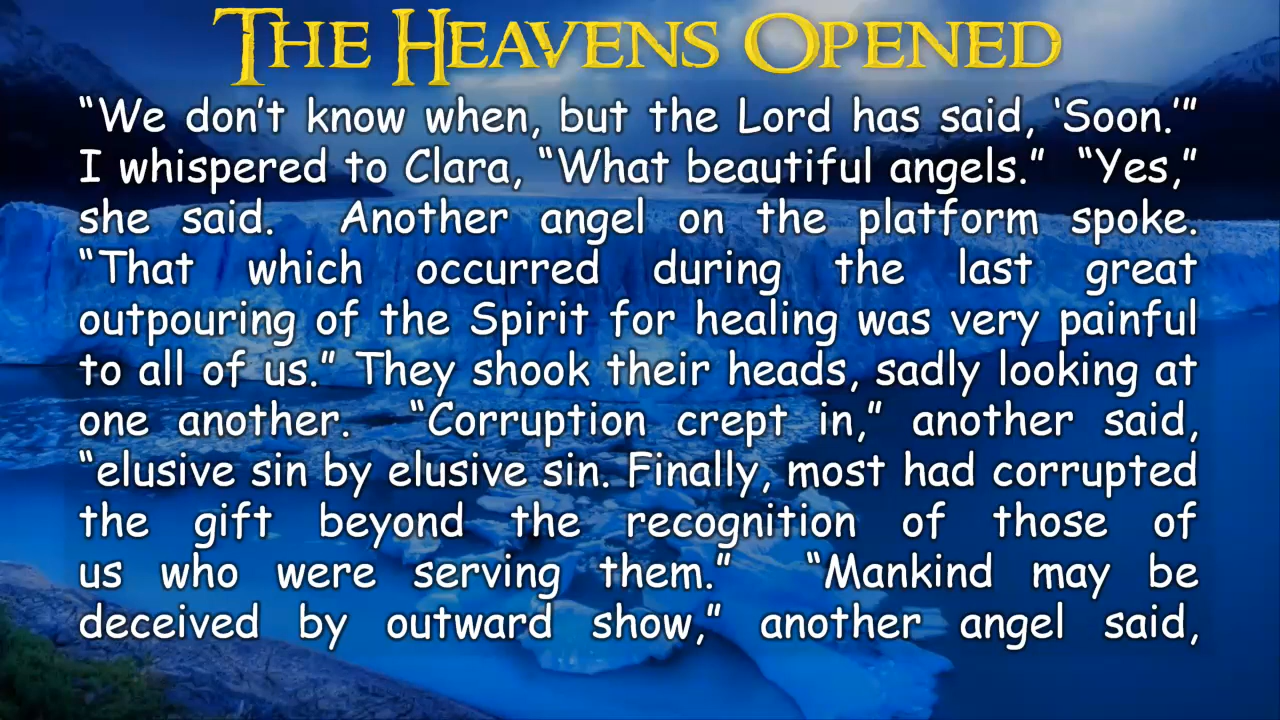 THE HEAVENS OPENED
“We don’t know when, but the Lord has said, ‘Soon.’”
I whispered to Clara, “What beautiful angels.” “Yes,”
she said. Another angel on the platform spoke.
“That which occurred during the last great
outpouring of the Spirit for healing was very painful
to all of us.” They shook their heads, sadly looking at
one another. “Corruption crept in,” another said,
“elusive sin by elusive sin. Finally, most had corrupted
the gift beyond the recognition of those of
us who were serving them.” “Mankind may be
deceived by outward show,” another angel said,